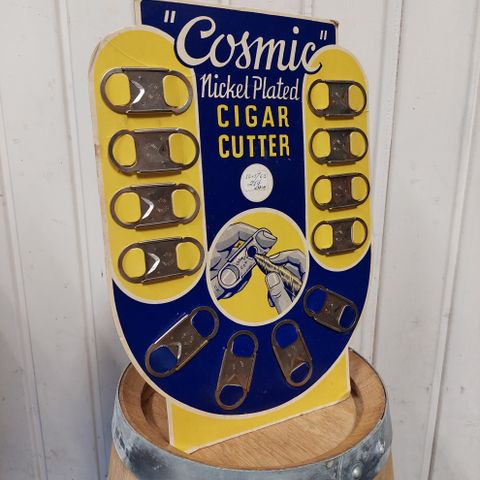 "Cosmic"
Nickel Plated
CIGAR
CUTTER